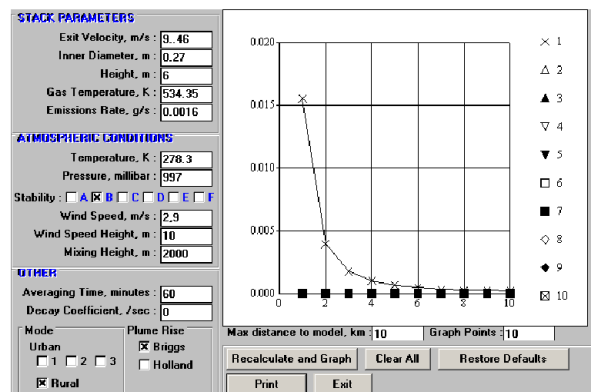 STACK PARAMETERS
Exit Velocity, m/s : 9..46
Inner Diameter, m : 0.27
Height, m : 6
Gas Temperature, K : 534.35
Emissions Rate, g/s : 0.0016
ATMOSPHERIC CONDITIONS
Temperature, K : 278.3
Pressure, millibar : 997
Stability : A B C D E F
Wind Speed, m/s : 2,9
Wind Speed Height, m : 10
Mixing Height, m : 2000
OTHER
Averaging Time, minutes : 60
Decay Coefficient, /sec : 0
Mode
Urban
1 2 3
Rural
Plume Rise
Briggs
Holland
0.020
0.015
0.010
0.005
0.000
0 2 4 6 8 10
1
2
3
4
5
6
7
8
9
10
Max distance to model, km : 10 Graph Points : 10
Recalculate and Graph Clear All Restore Defaults
Print Exit